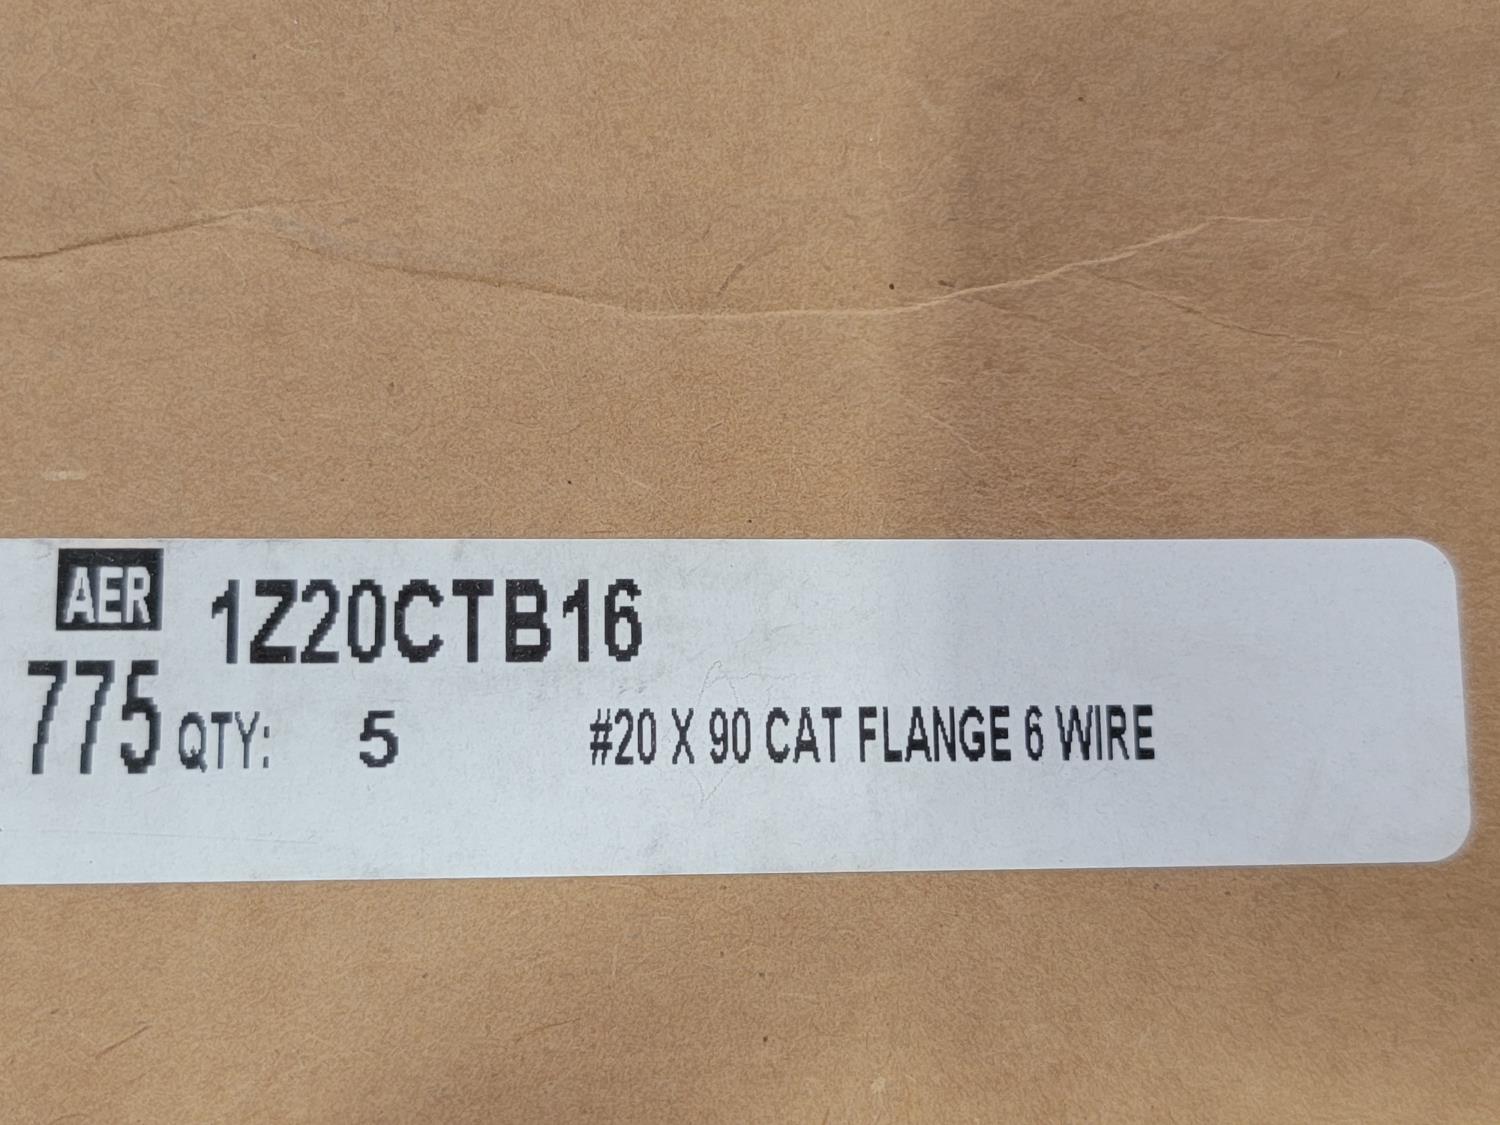 AER 1Z20CTB16
775 QTY: 5 #20 X 90 CAT FLANGE 6 WIRE